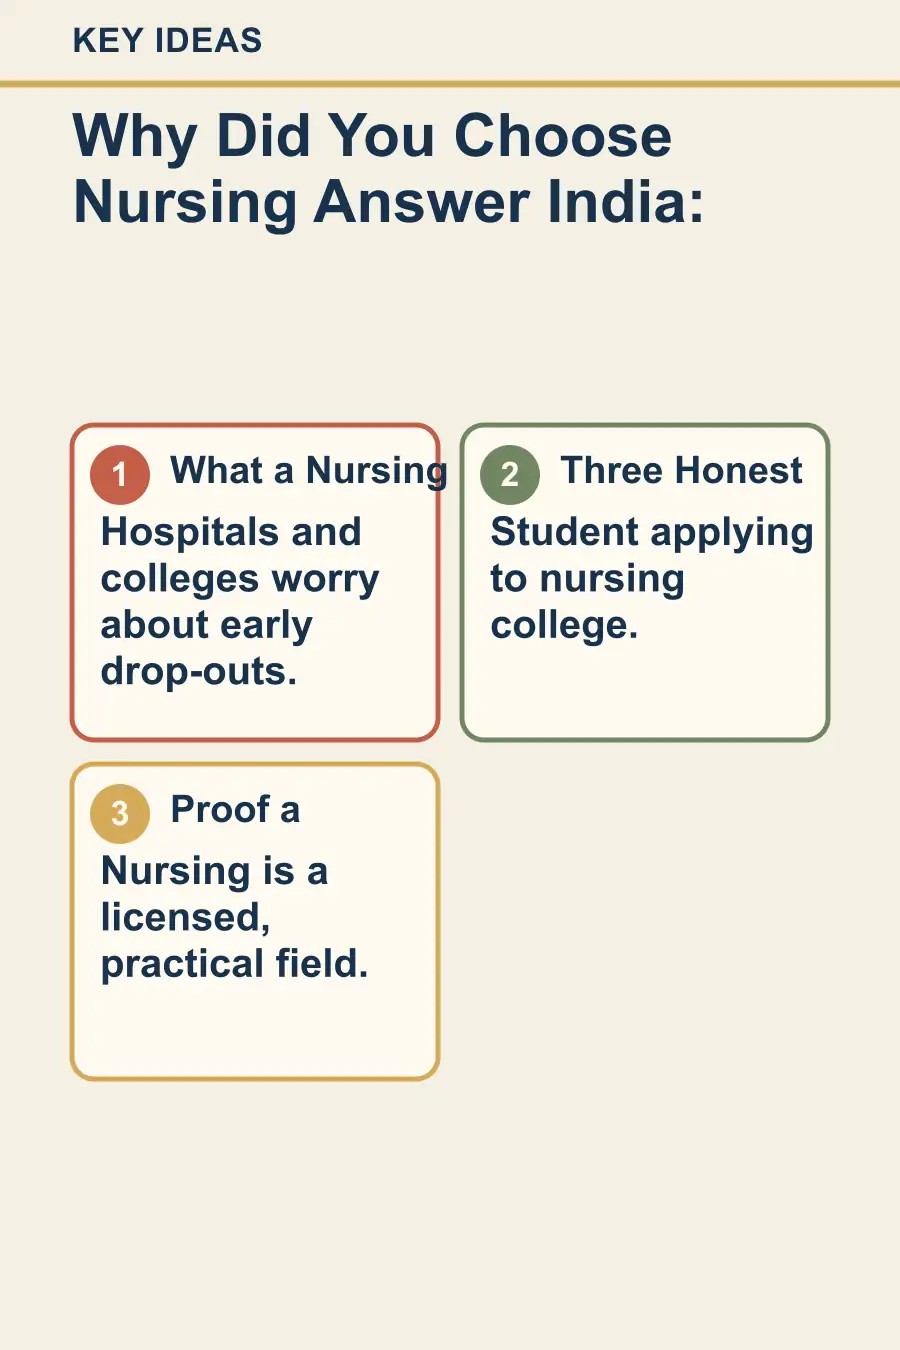 KEY IDEAS
Why Did You Choose
Nursing Answer India:
1 What a Nursing
Hospitals and
colleges worry
about early
drop-outs.
2 Three Honest
Student applying
to nursing
college.
3 Proof a
Nursing is a
licensed,
practical field.